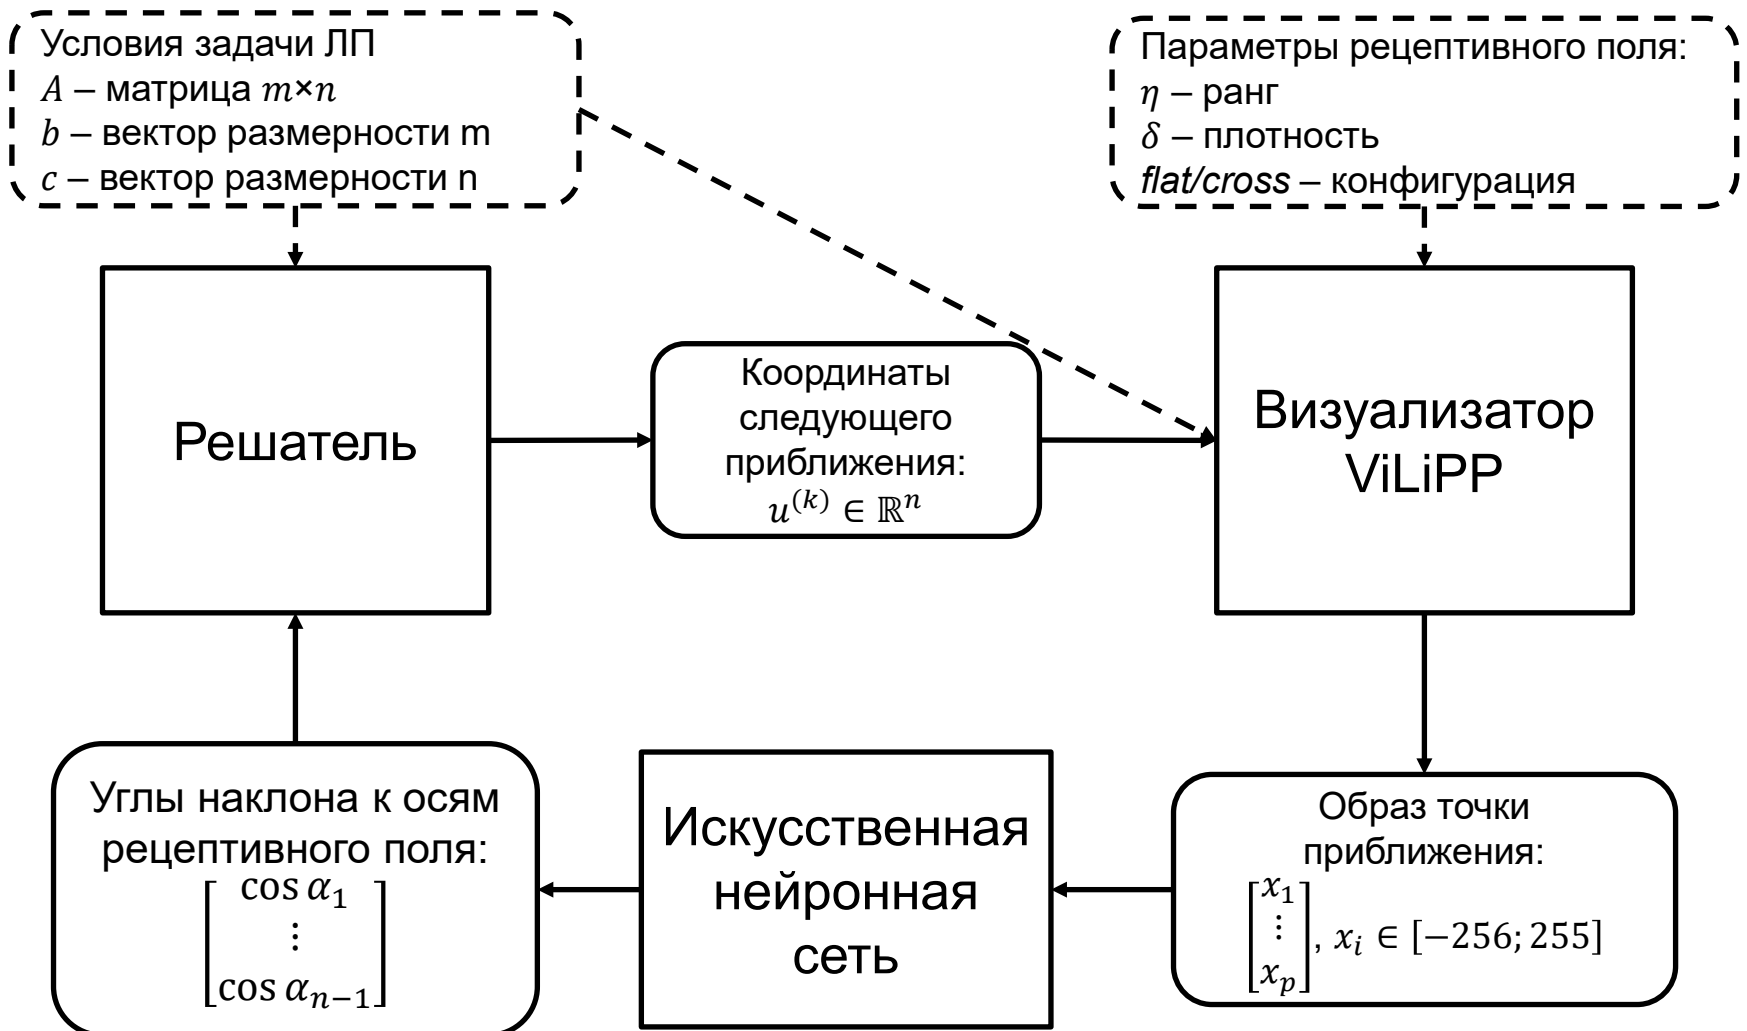 Условия задачи ЛП
A – матрица m×n
b – вектор размерности m
c – вектор размерности n
Параметры рецептивного поля:
η – ранг
δ – плотность
flat/cross – конфигурация
Решатель
Координаты
следующего
приближения:
u^(k) ∈ ℝ^n
Визуализатор
ViLiPP
Углы наклона к осям
рецептивного поля:
[cos α_1
⋮
cos α_{n−1}]
Искусственная
нейронная
сеть
Образ точки
приближения:
[x_1
⋮
x_p], x_i ∈ [−256; 255]